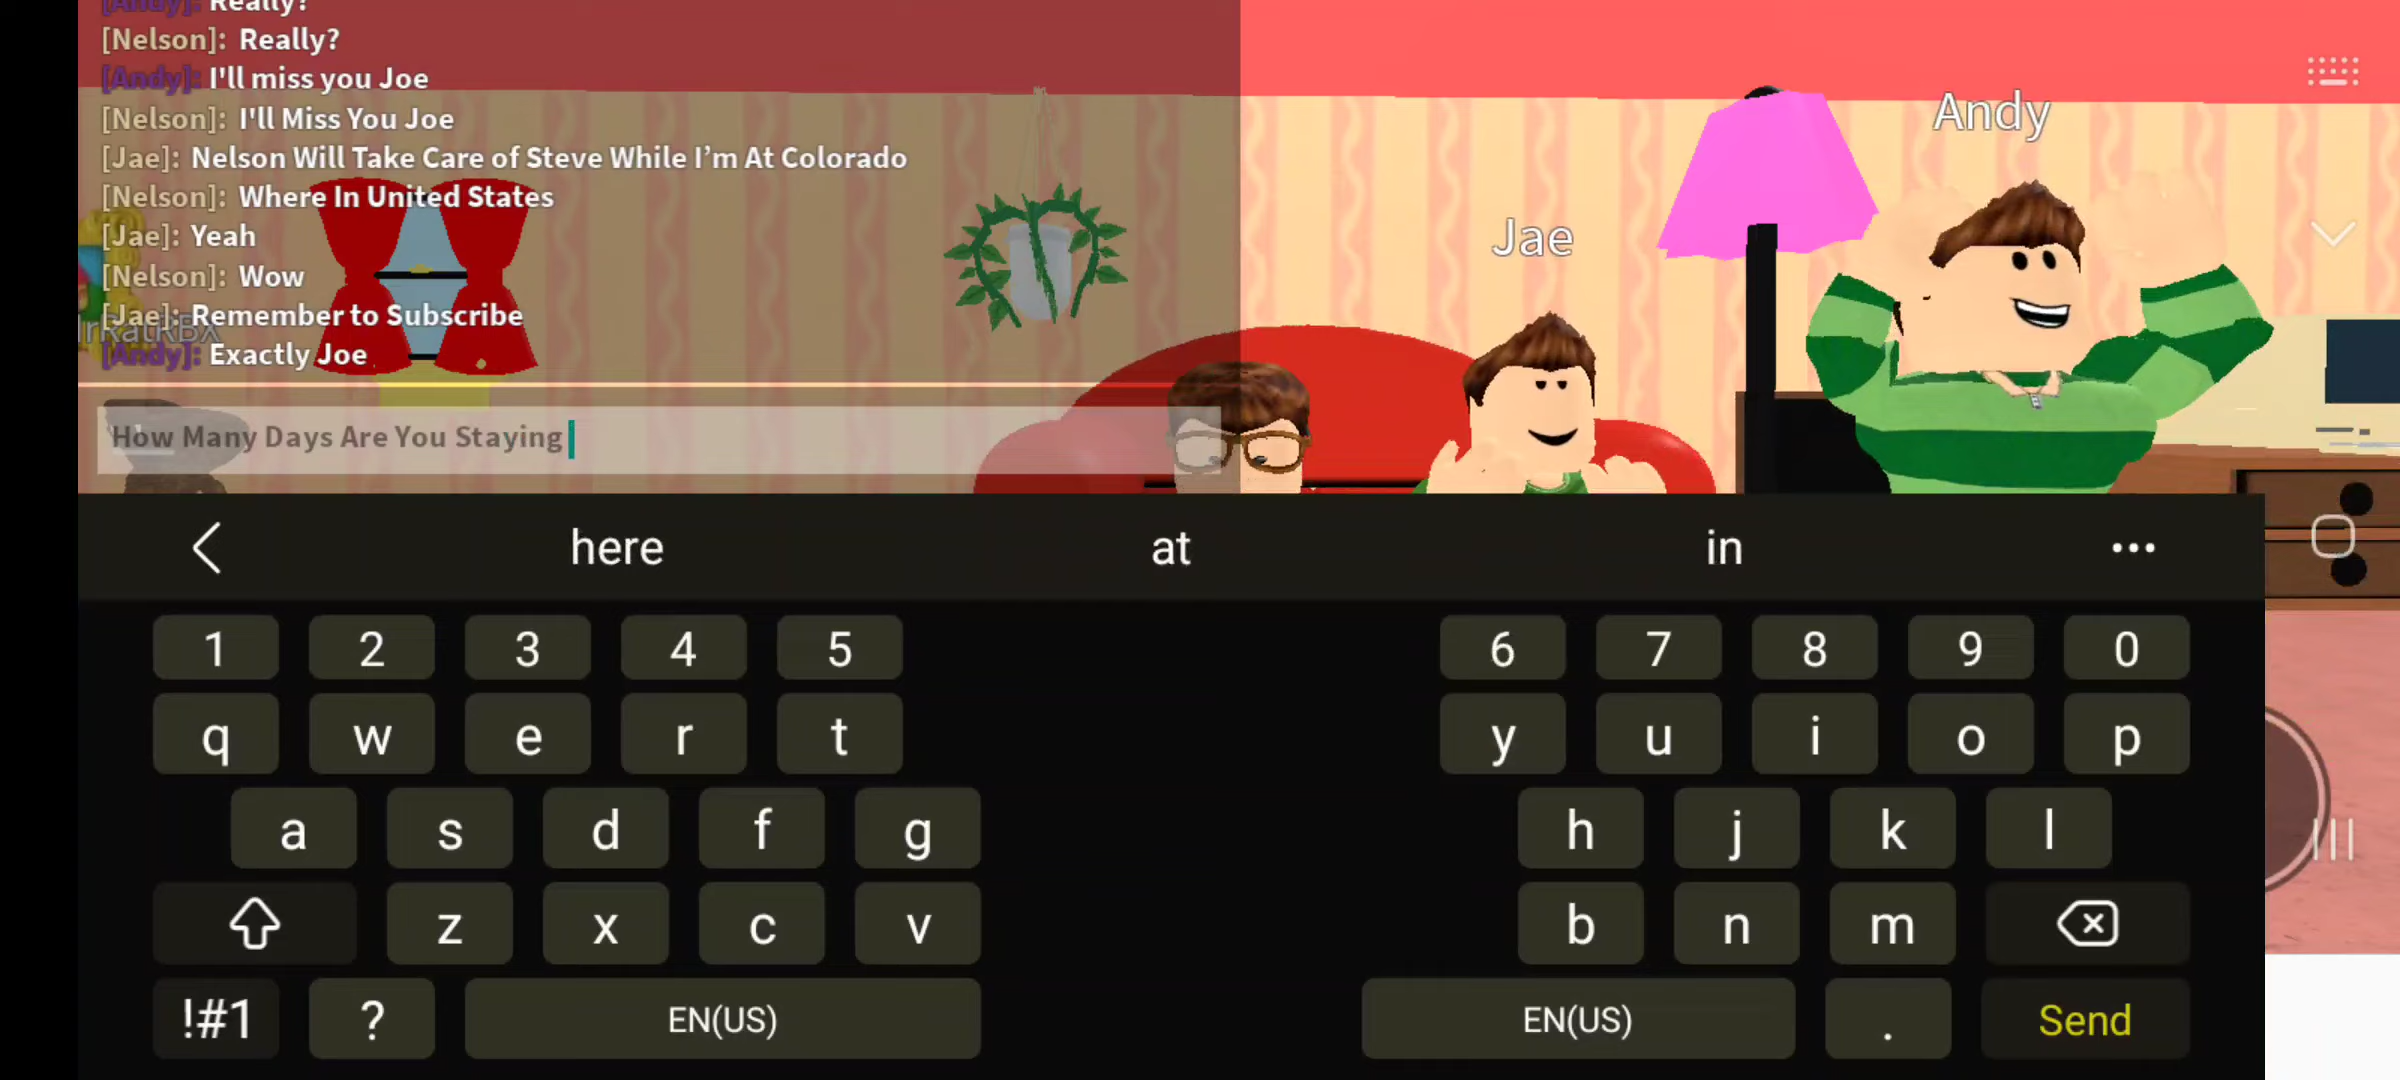 [Andy]: Really?
[Nelson]: Really?
[Andy]: I'll miss you Joe
[Nelson]: I'll Miss You Joe
[Jae]: Nelson Will Take Care of Steve While I’m At Colorado
[Nelson]: Where In United States
[Jae]: Yeah
[Nelson]: Wow
[Jae]: Remember to Subscribe
[Andy]: Exactly Joe
Andy
Jae
How Many Days Are You Staying
here at in ...
1 2 3 4 5 6 7 8 9 0
q w e r t y u i o p
a s d f g h j k l
z x c v b n m
!#1 ? EN(US) EN(US) . Send